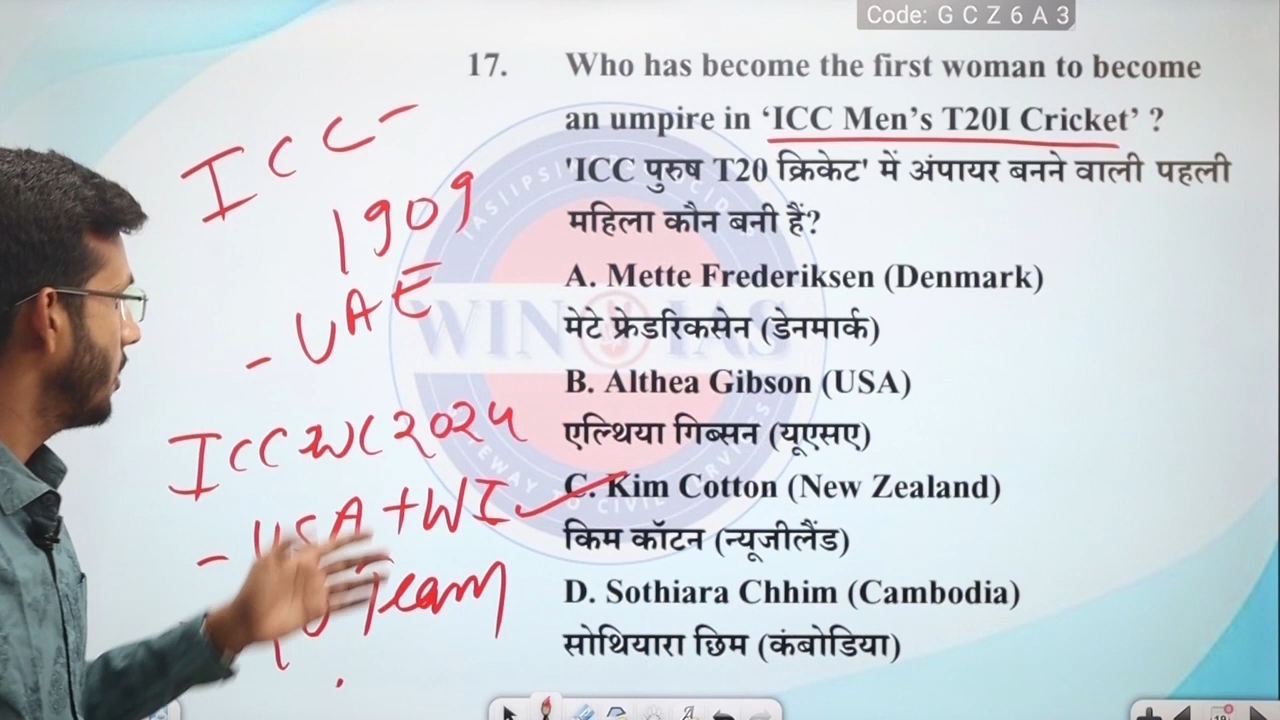 Code: G C Z 6 A 3
17. Who has become the first woman to become
an umpire in ‘ICC Men’s T20I Cricket’ ?
'ICC पुरुष T20 क्रिकेट' में अंपायर बनने वाली पहली
महिला कौन बनी हैं?
A. Mette Frederiksen (Denmark)
मेटे फ्रेडरिकसेन (डेनमार्क)
B. Althea Gibson (USA)
एल्थिया गिब्सन (यूएसए)
C. Kim Cotton (New Zealand)
किम कॉटन (न्यूजीलैंड)
D. Sothiara Chhim (Cambodia)
सोथियारा छिम (कंबोडिया)
ICC -
1909
- UAE
ICC WC 2024
- USA + WI
Team
WIN IAS